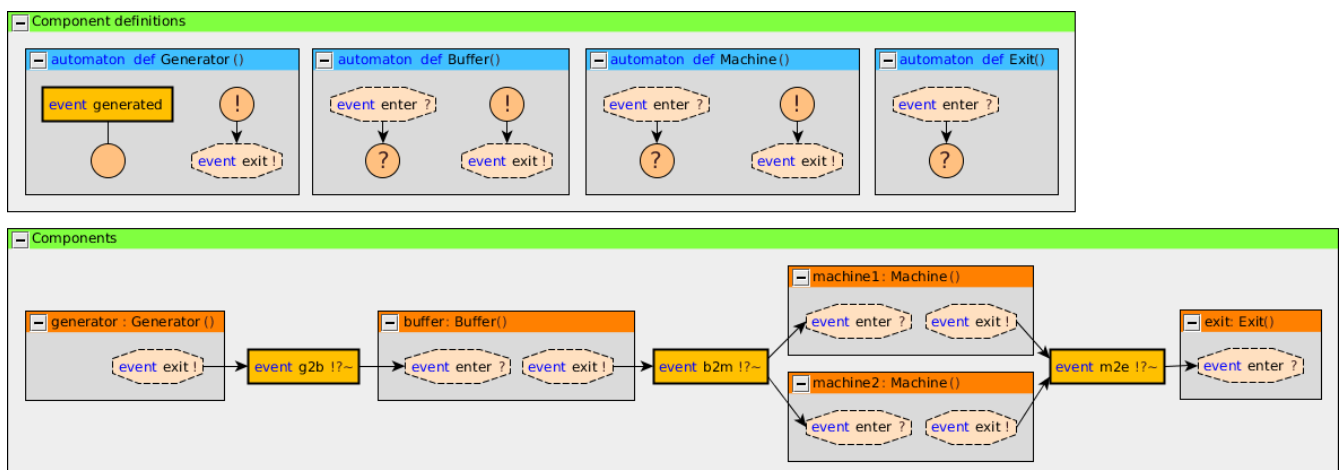 Component definitions
automaton def Generator()
event generated
!
event exit !
automaton def Buffer()
event enter ?
?
!
event exit !
automaton def Machine()
event enter ?
?
!
event exit !
automaton def Exit()
event enter ?
?
Components
generator : Generator()
event exit !
event g2b !?~
buffer: Buffer()
event enter ?
event exit !
event b2m !?~
machine1: Machine()
event enter ?
event exit !
machine2: Machine()
event enter ?
event exit !
event m2e !?~
exit: Exit()
event enter ?